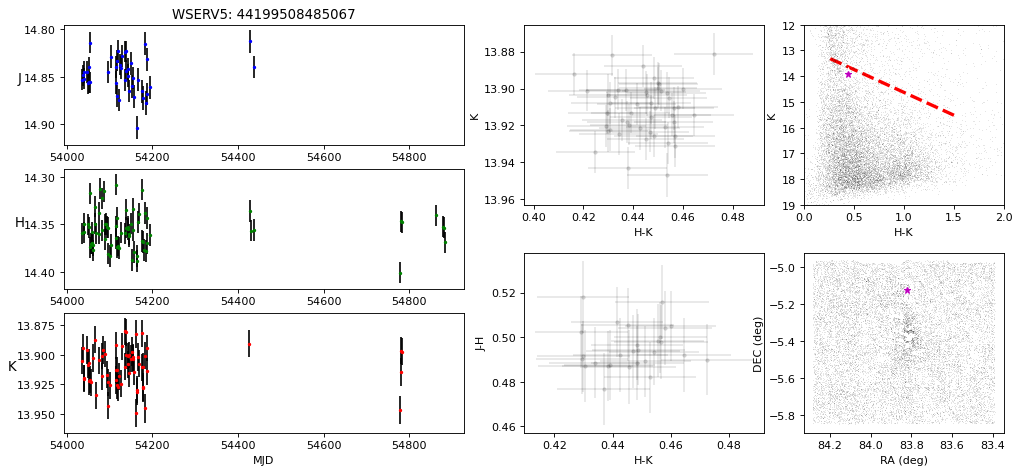 WSERV5: 44199508485067
14.80
J 14.85
14.90
54000 54200 54400 54600 54800
14.30
H 14.35
14.40
54000 54200 54400 54600 54800
13.875
K 13.900
13.925
13.950
54000 54200 54400 54600 54800
MJD
13.88
13.90
K 13.92
13.94
13.96
0.40 0.42 0.44 0.46 0.48
H-K
0.52
0.50
J-H
0.48
0.46
0.42 0.44 0.46 0.48
H-K
12
13
14
K 15
16
17
18
19
0.0 0.5 1.0 1.5 2.0
H-K
−5.0
−5.2
DEC (deg) −5.4
−5.6
−5.8
84.2 84.0 83.8 83.6 83.4
RA (deg)